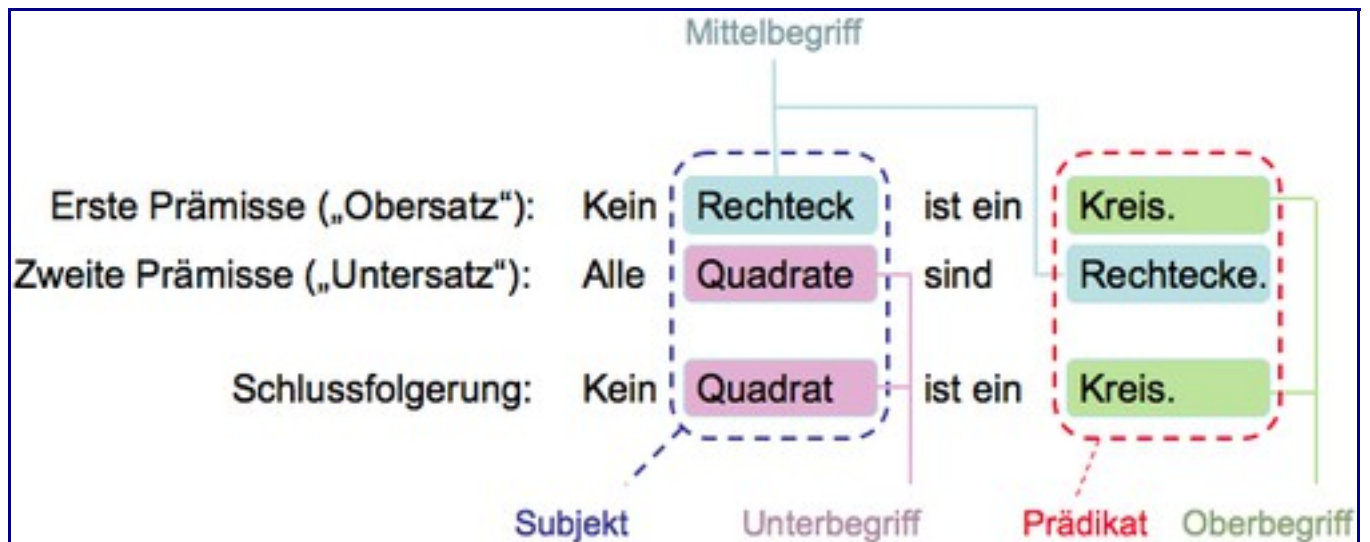 Mittelbegriff
Erste Prämisse („Obersatz“): Kein Rechteck ist ein Kreis.
Zweite Prämisse („Untersatz“): Alle Quadrate sind Rechtecke.
Schlussfolgerung: Kein Quadrat ist ein Kreis.
Subjekt Unterbegriff Prädikat Oberbegriff